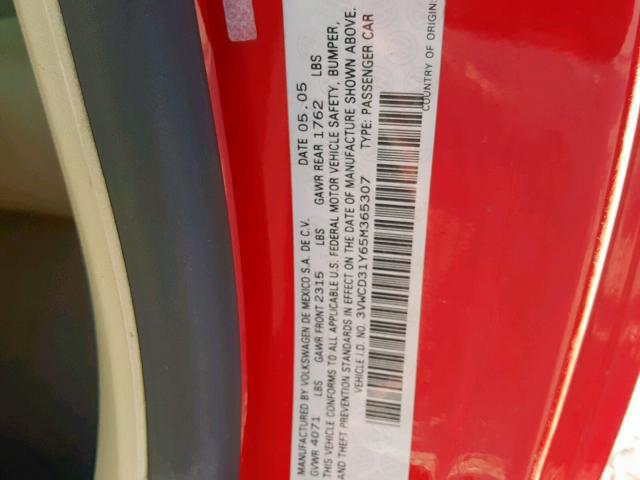 MANUFACTURED BY VOLKSWAGEN DE MEXICO S.A. DE C.V. DATE 05.05
GVWR 4071 LBS GAWR FRONT 2315 LBS GAWR REAR 1762 LBS
THIS VEHICLE CONFORMS TO ALL APPLICABLE U.S. FEDERAL MOTOR VEHICLE SAFETY, BUMPER,
AND THEFT PREVENTION STANDARDS IN EFFECT ON THE DATE OF MANUFACTURE SHOWN ABOVE.
VEHICLE I.D. NO. 3VWCD31Y65M365307 TYPE: PASSENGER CAR
COUNTRY OF ORIGIN: